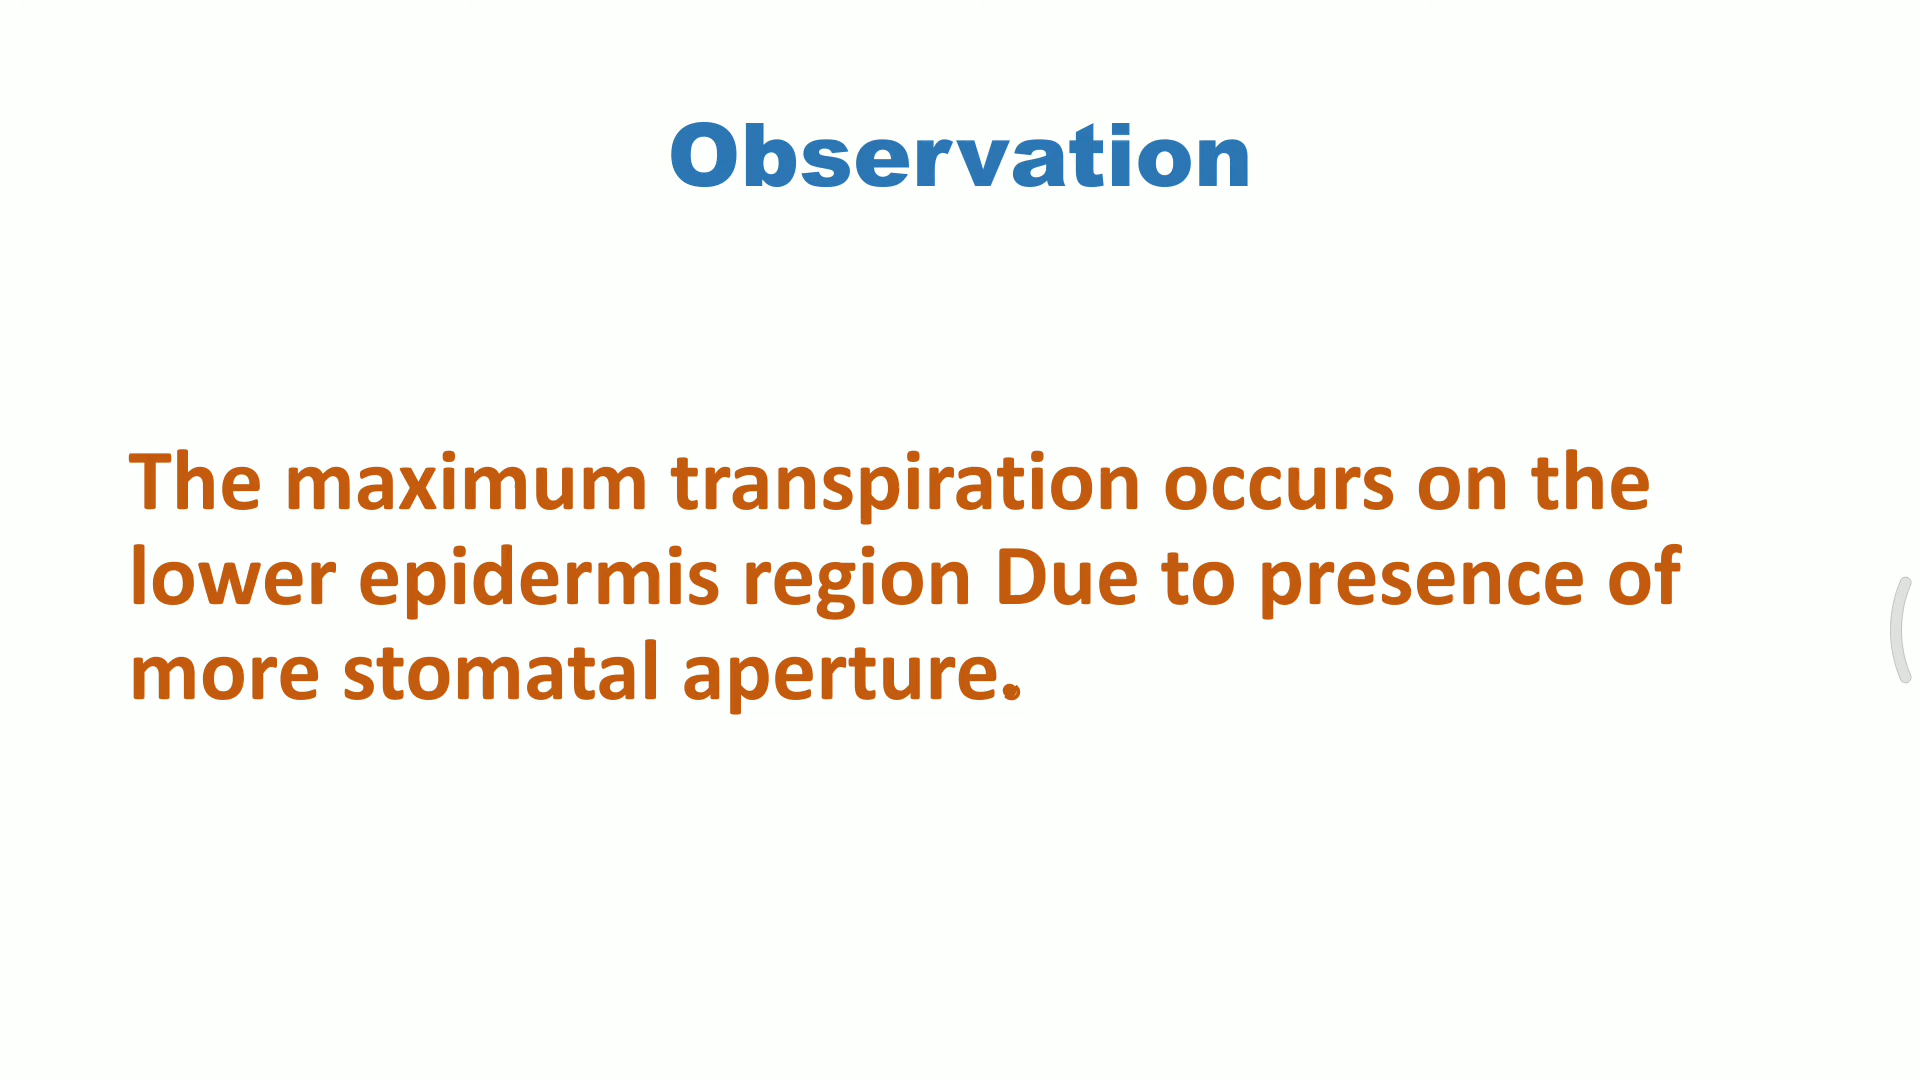 Observation
The maximum transpiration occurs on the
lower epidermis region Due to presence of
more stomatal aperture.